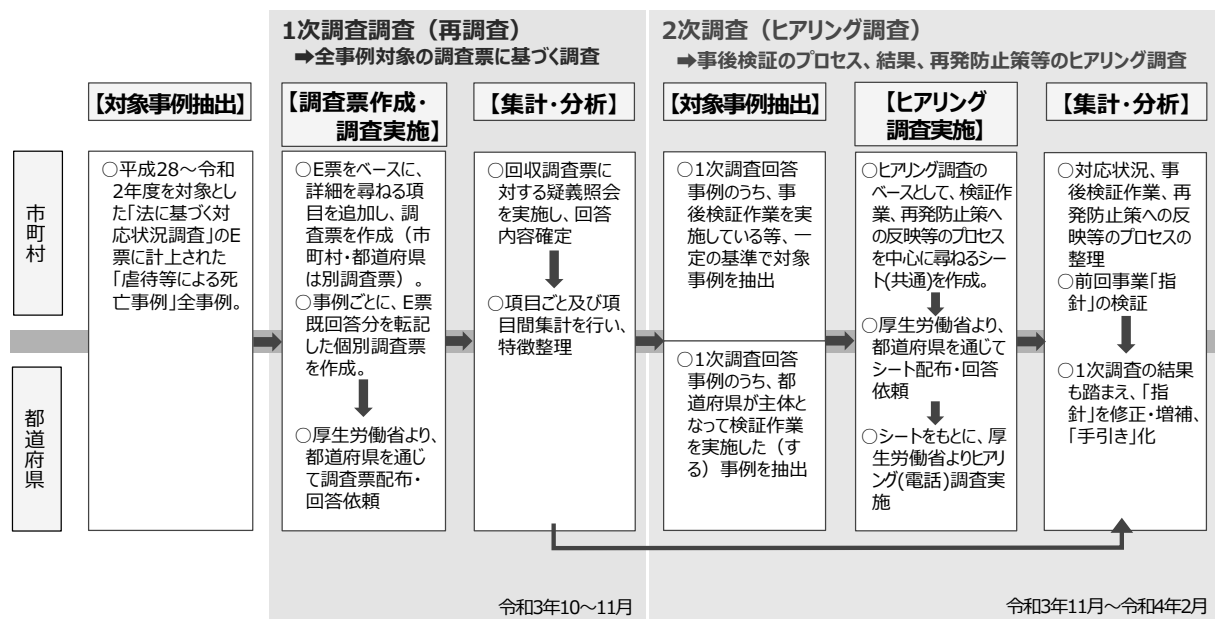 1次調査調査（再調査）
➡全事例対象の調査票に基づく調査
2次調査（ヒアリング調査）
➡事後検証のプロセス、結果、再発防止策等のヒアリング調査
【対象事例抽出】
【調査票作成・
調査実施】
【集計・分析】
【対象事例抽出】
【ヒアリング
調査実施】
【集計・分析】
市町村
都道府県
○平成28～令和
2年度を対象とし
た「法に基づく対
応状況調査」のE
票に計上された
「虐待等による死
亡事例」全事例。
○E票をベースに、
詳細を尋ねる項
目を追加し、調
査票を作成（市
町村・都道府県
は別調査票）。
○事例ごとに、E票
既回答分を転記
した個別調査票
を作成。
○厚生労働省より、
都道府県を通じ
て調査票配布・
回答依頼
○回収調査票に
対する疑義照会
を実施し、回答
内容確定
○項目ごと及び項
目間集計を行い、
特徴整理
○1次調査回答
事例のうち、事
後検証作業を実
施している等、一
定の基準で対象
事例を抽出
○1次調査回答
事例のうち、都
道府県が主体と
なって検証作業
を実施した（す
る）事例を抽出
○ヒアリング調査の
ベースとして、検証作
業、再発防止策へ
の反映等のプロセス
を中心に尋ねるシー
ト(共通)を作成。
○厚生労働省より、
都道府県を通じて
シート配布・回答
依頼
○シートをもとに、厚
生労働省よりヒアリ
ング(電話)調査実
施
○対応状況、事
後検証作業、再
発防止策への反
映等のプロセスの
整理
○前回事業「指
針」の検証
○1次調査の結果
も踏まえ、「指
針」を修正・増補、
「手引き」化
令和3年10～11月
令和3年11月～令和4年2月